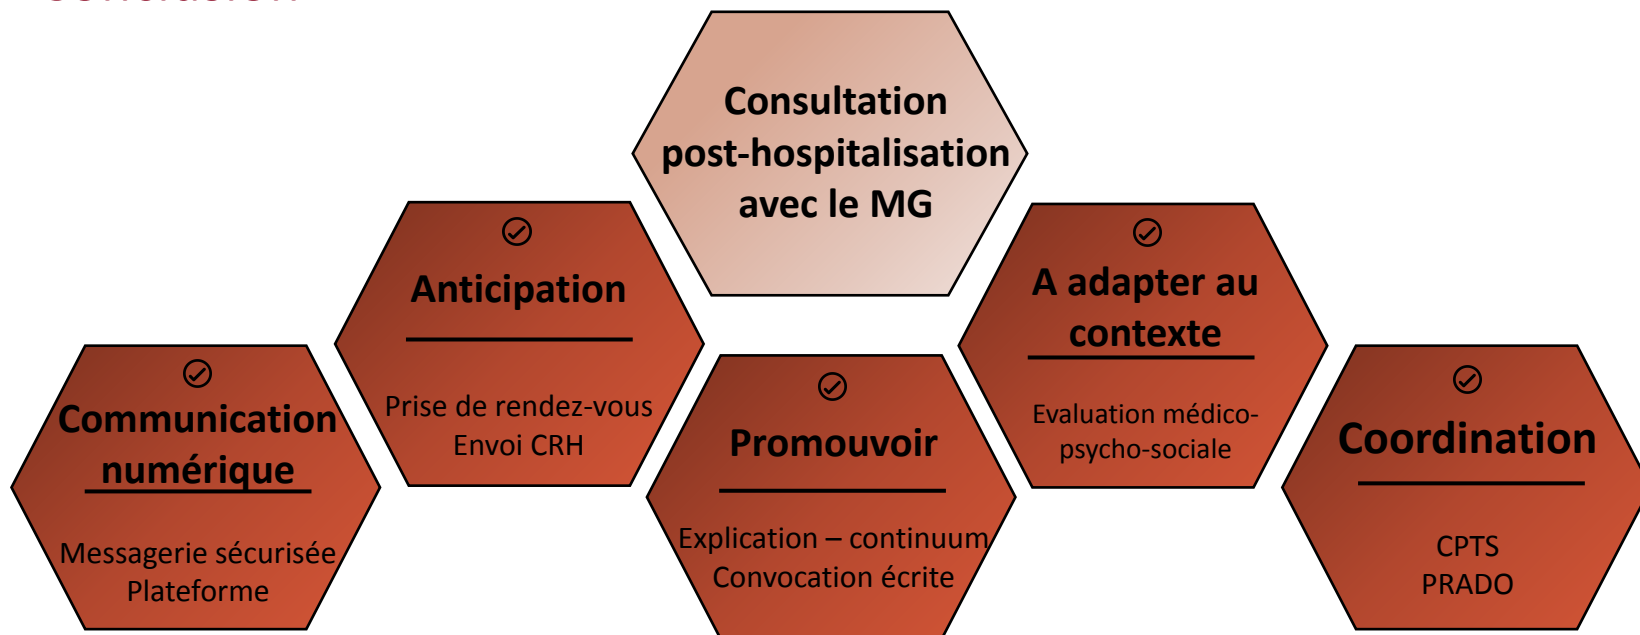 Conclusion
Consultation
post-hospitalisation
avec le MG
Communication
numérique
Messagerie sécurisée
Plateforme
Anticipation
Prise de rendez-vous
Envoi CRH
Promouvoir
Explication – continuum
Convocation écrite
A adapter au
contexte
Evaluation médico-
psycho-sociale
Coordination
CPTS
PRADO